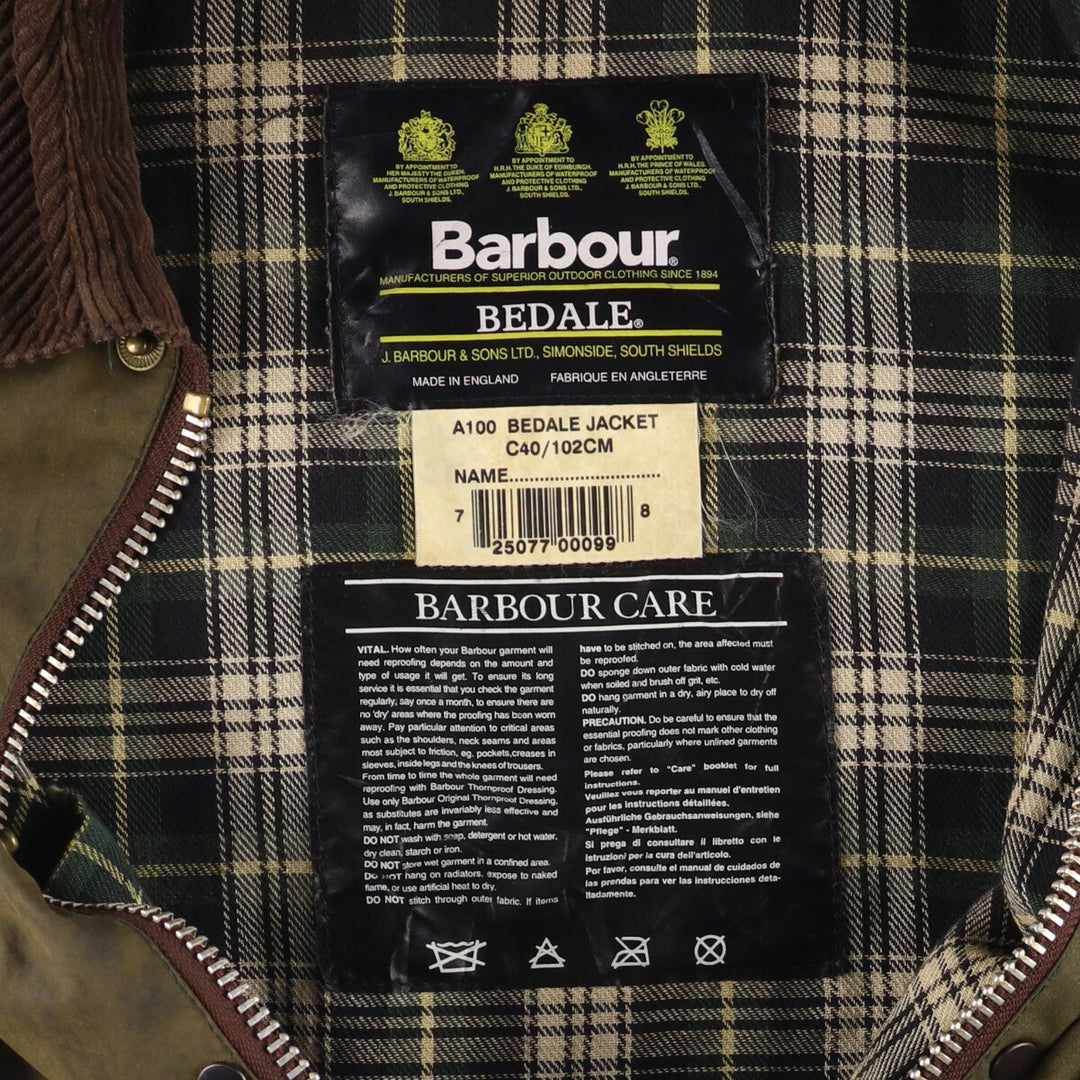 BY APPOINTMENT TO
HER MAJESTY THE QUEEN
MANUFACTURERS OF WATERPROOF
AND PROTECTIVE CLOTHING
J. BARBOUR & SONS LTD.,
SOUTH SHIELDS.
BY APPOINTMENT TO
H.R.H. THE DUKE OF EDINBURGH.
MANUFACTURERS OF WATERPROOF
AND PROTECTIVE CLOTHING
J. BARBOUR & SONS LTD.,
SOUTH SHIELDS.
BY APPOINTMENT TO
H.R.H. THE PRINCE OF WALES.
MANUFACTURERS OF WATERPROOF
AND PROTECTIVE CLOTHING
J. BARBOUR & SONS LTD.,
SOUTH SHIELDS.
Barbour®
MANUFACTURERS OF SUPERIOR OUTDOOR CLOTHING SINCE 1894
BEDALE®
J. BARBOUR & SONS LTD., SIMONSIDE, SOUTH SHIELDS
MADE IN ENGLAND FABRIQUE EN ANGLETERRE
A100 BEDALE JACKET
C40/102CM
NAME..............................
7 25077 00099 8
BARBOUR CARE
VITAL. How often your Barbour garment will
need reproofing depends on the amount and
type of usage it will get. To ensure its long
service it is essential that you check the garment
regularly, say once a month, to ensure there are
no 'dry' areas where the proofing has been worn
away. Pay particular attention to critical areas
such as the shoulders, neck seams and areas
most subject to friction, eg. pockets,creases in
sleeves, inside legs and the knees of trousers.
From time to time the whole garment will need
reproofing with Barbour Thornproof Dressing.
Use only Barbour Original Thornproof Dressing,
as substitutes are invariably less effective and
may, in fact, harm the garment.
DO NOT wash with soap, detergent or hot water,
dry clean, starch or iron.
DO NOT store wet garment in a confined area.
DO NOT hang on radiators, expose to naked
flame, or use artificial heat to dry.
DO NOT stitch through outer fabric. If items
have to be stitched on, the area affected must
be reproofed.
DO sponge down outer fabric with cold water
when soiled and brush off grit, etc.
DO hang garment in a dry, airy place to dry off
naturally.
PRECAUTION. Do be careful to ensure that the
essential proofing does not mark other clothing
or fabrics, particularly where unlined garments
are chosen.
Please refer to "Care" booklet for full
instructions.
Veuillez vous reporter au manuel d'entretien
pour les instructions détaillées.
Ausführliche Gebrauchsanweisungen, siehe
"Pflege" - Merkblatt.
Si prega di consultare il libretto con le
istruzioni per la cura dell'articolo.
Por favor, consulte el manual de cuidados de
las prendas para ver las instrucciones deta-
lladamente.